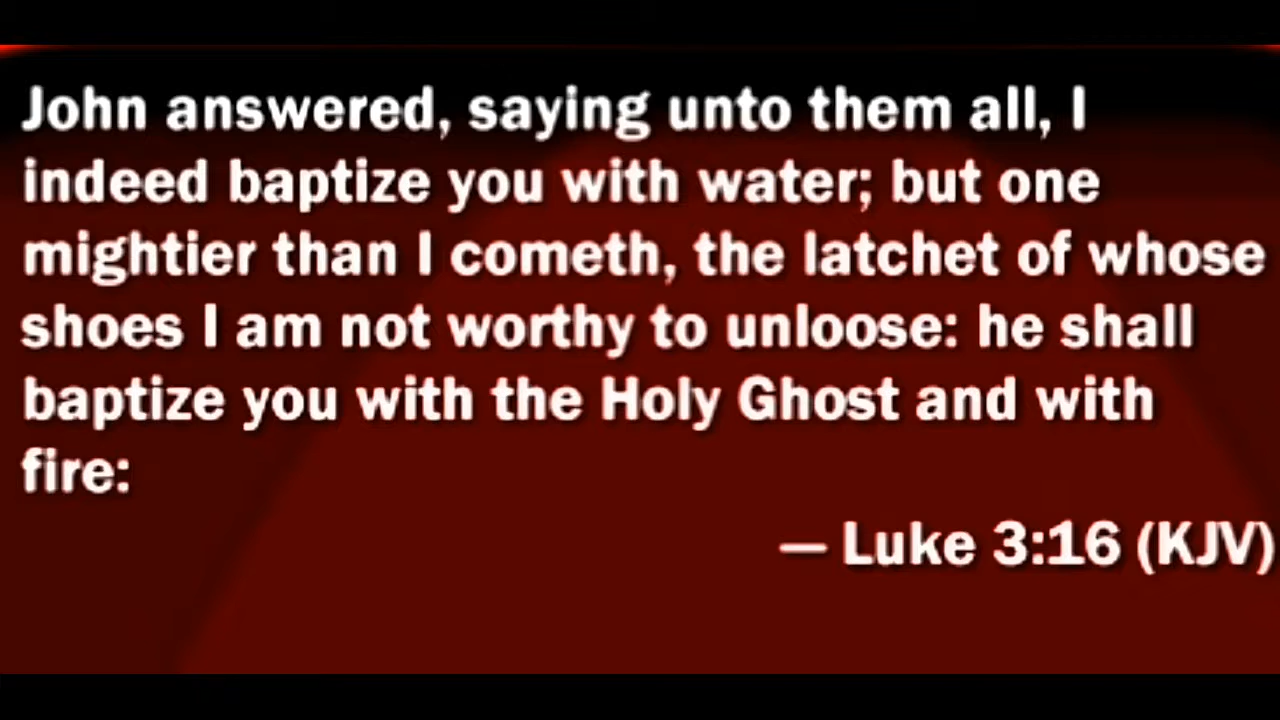 John answered, saying unto them all, I
indeed baptize you with water; but one
mightier than I cometh, the latchet of whose
shoes I am not worthy to unloose: he shall
baptize you with the Holy Ghost and with
fire:
— Luke 3:16 (KJV)